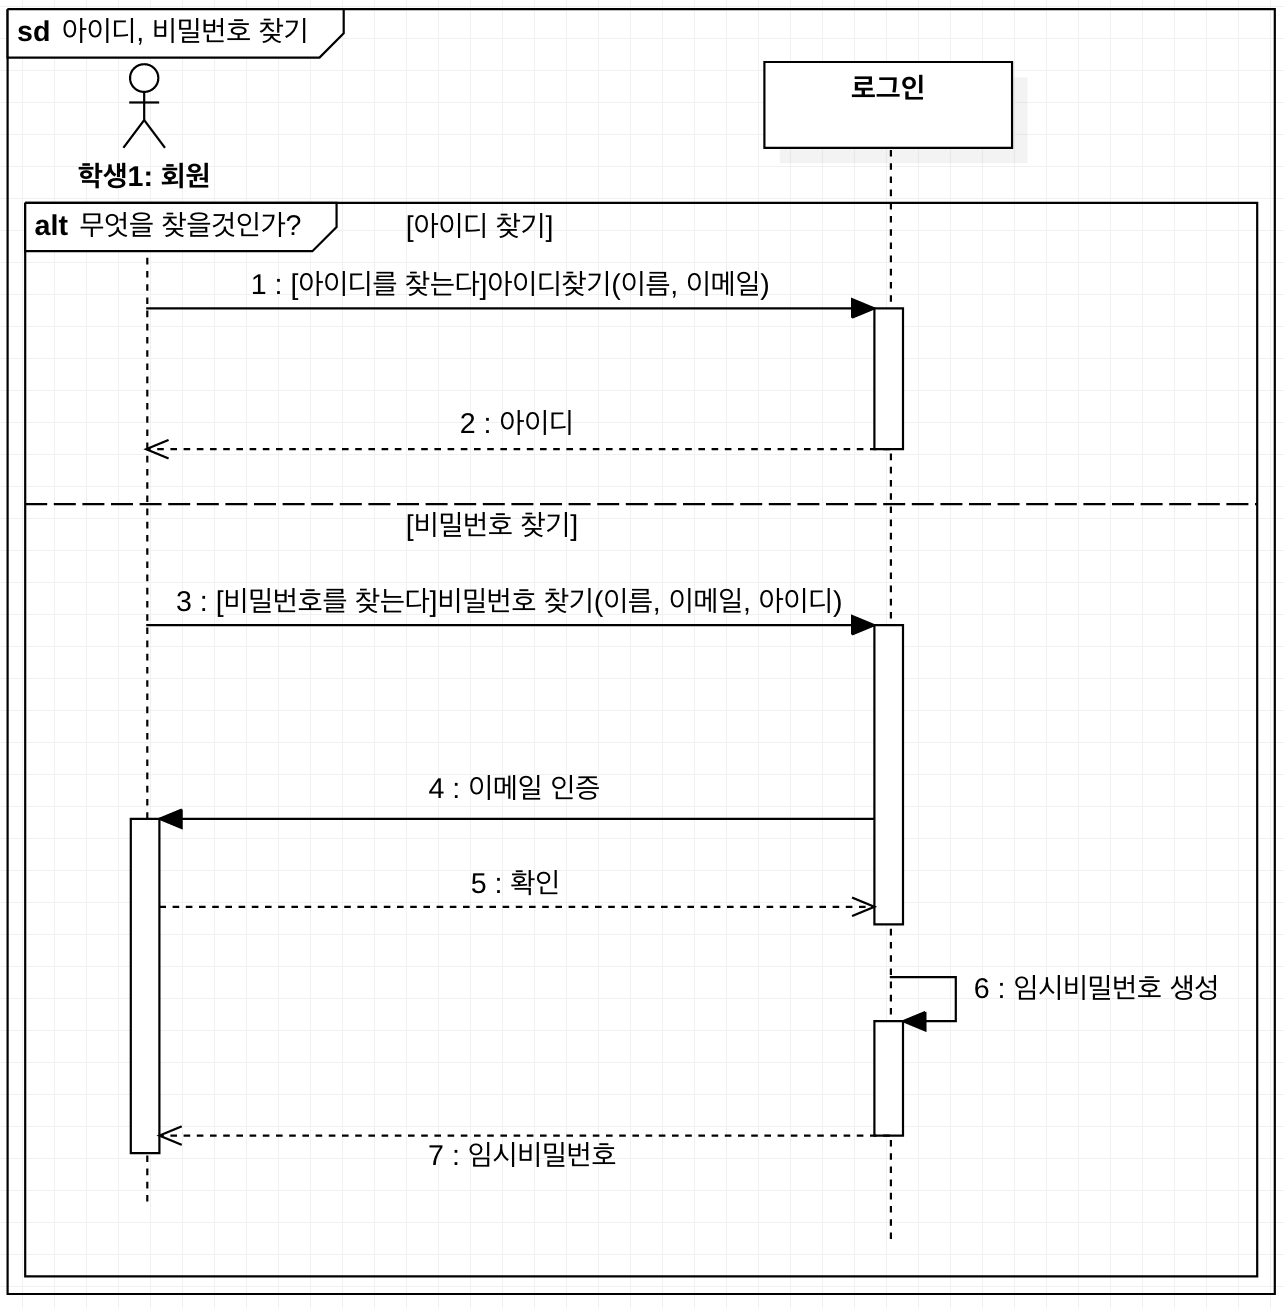 sd 아이디, 비밀번호 찾기
로그인
학생1: 회원
alt 무엇을 찾을것인가?
[아이디 찾기]
1 : [아이디를 찾는다]아이디찾기(이름, 이메일)
2 : 아이디
[비밀번호 찾기]
3 : [비밀번호를 찾는다]비밀번호 찾기(이름, 이메일, 아이디)
4 : 이메일 인증
5 : 확인
6 : 임시비밀번호 생성
7 : 임시비밀번호